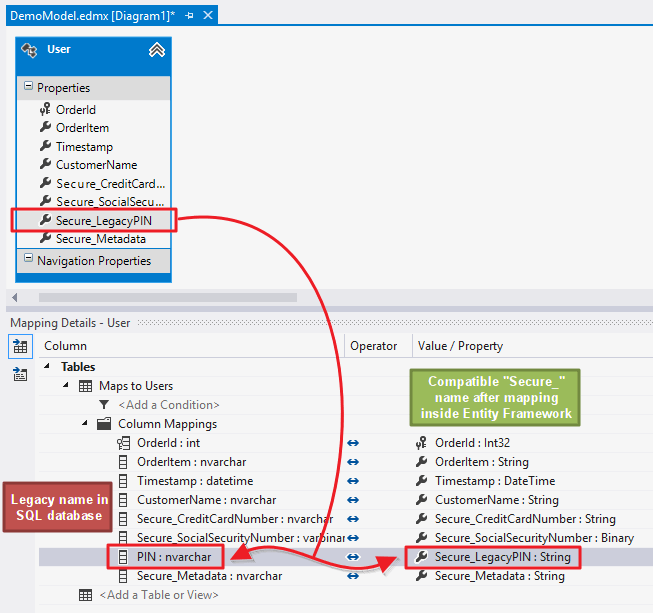 DemoModel.edmx [Diagram1]*
User
Properties
OrderId
OrderItem
Timestamp
CustomerName
Secure_CreditCard...
Secure_SocialSecu...
Secure_LegacyPIN
Secure_Metadata
Navigation Properties
Mapping Details - User
Column Operator Value / Property
Tables
Maps to Users
<Add a Condition>
Column Mappings
Compatible "Secure_"
name after mapping
inside Entity Framework
OrderId : int OrderId : Int32
OrderItem : nvarchar OrderItem : String
Timestamp : datetime Timestamp : DateTime
CustomerName : nvarchar CustomerName : String
Legacy name in
SQL database
Secure_CreditCardNumber : nvarchar Secure_CreditCardNumber : String
Secure_SocialSecurityNumber : varbinar Secure_SocialSecurityNumber : Binary
PIN : nvarchar Secure_LegacyPIN : String
Secure_Metadata : nvarchar Secure_Metadata : String
<Add a Table or View>